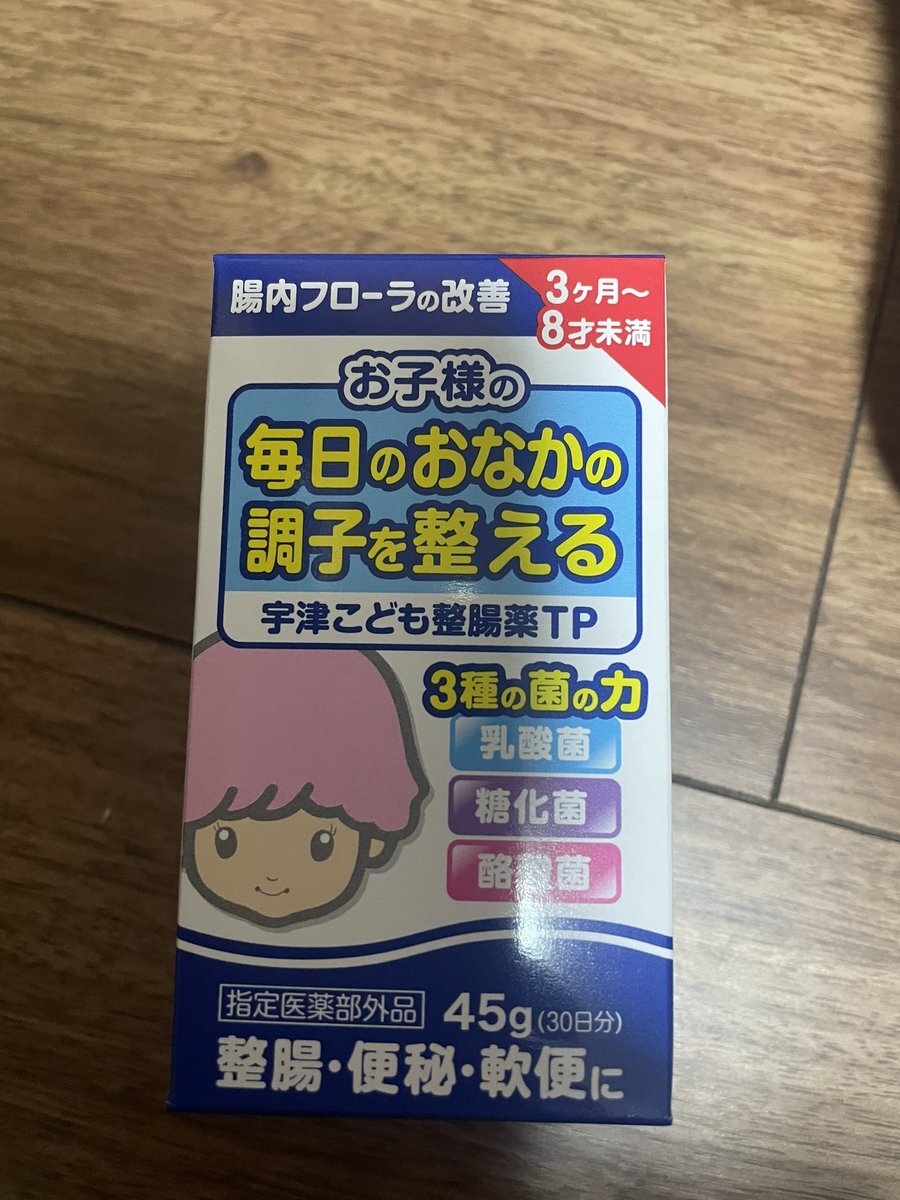 腸内フローラの改善
3ヶ月～
8才未満
お子様の
毎日のおなかの
調子を整える
宇津こども整腸薬TP
3種の菌の力
乳酸菌
糖化菌
酪酸菌
指定医薬部外品
45g(30日分)
整腸・便秘・軟便に